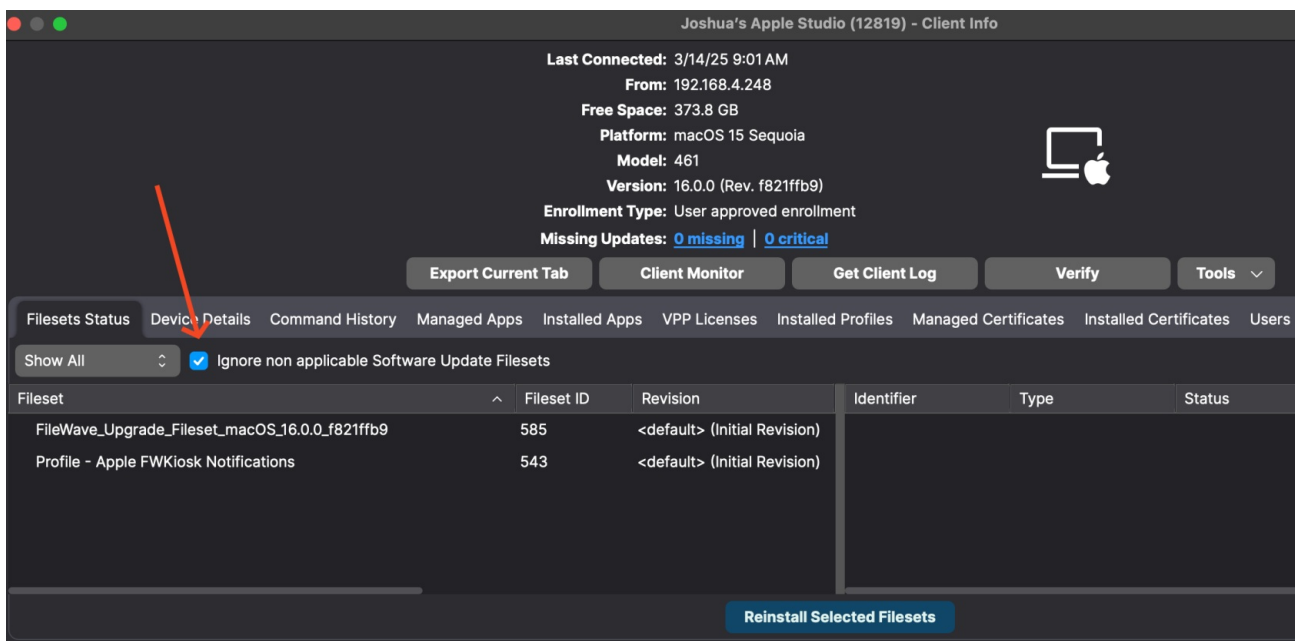 Joshua's Apple Studio (12819) - Client Info
Last Connected: 3/14/25 9:01 AM
From: 192.168.4.248
Free Space: 373.8 GB
Platform: macOS 15 Sequoia
Model: 461
Version: 16.0.0 (Rev. f821ffb9)
Enrollment Type: User approved enrollment
Missing Updates: 0 missing | 0 critical
Export Current Tab Client Monitor Get Client Log Verify Tools
Filesets Status Device Details Command History Managed Apps Installed Apps VPP Licenses Installed Profiles Managed Certificates Installed Certificates Users
Show All Ignore non applicable Software Update Filesets
Fileset Fileset ID Revision Identifier Type Status
FileWave_Upgrade_Fileset_macOS_16.0.0_f821ffb9 585 <default> (Initial Revision)
Profile - Apple FWKiosk Notifications 543 <default> (Initial Revision)
Reinstall Selected Filesets